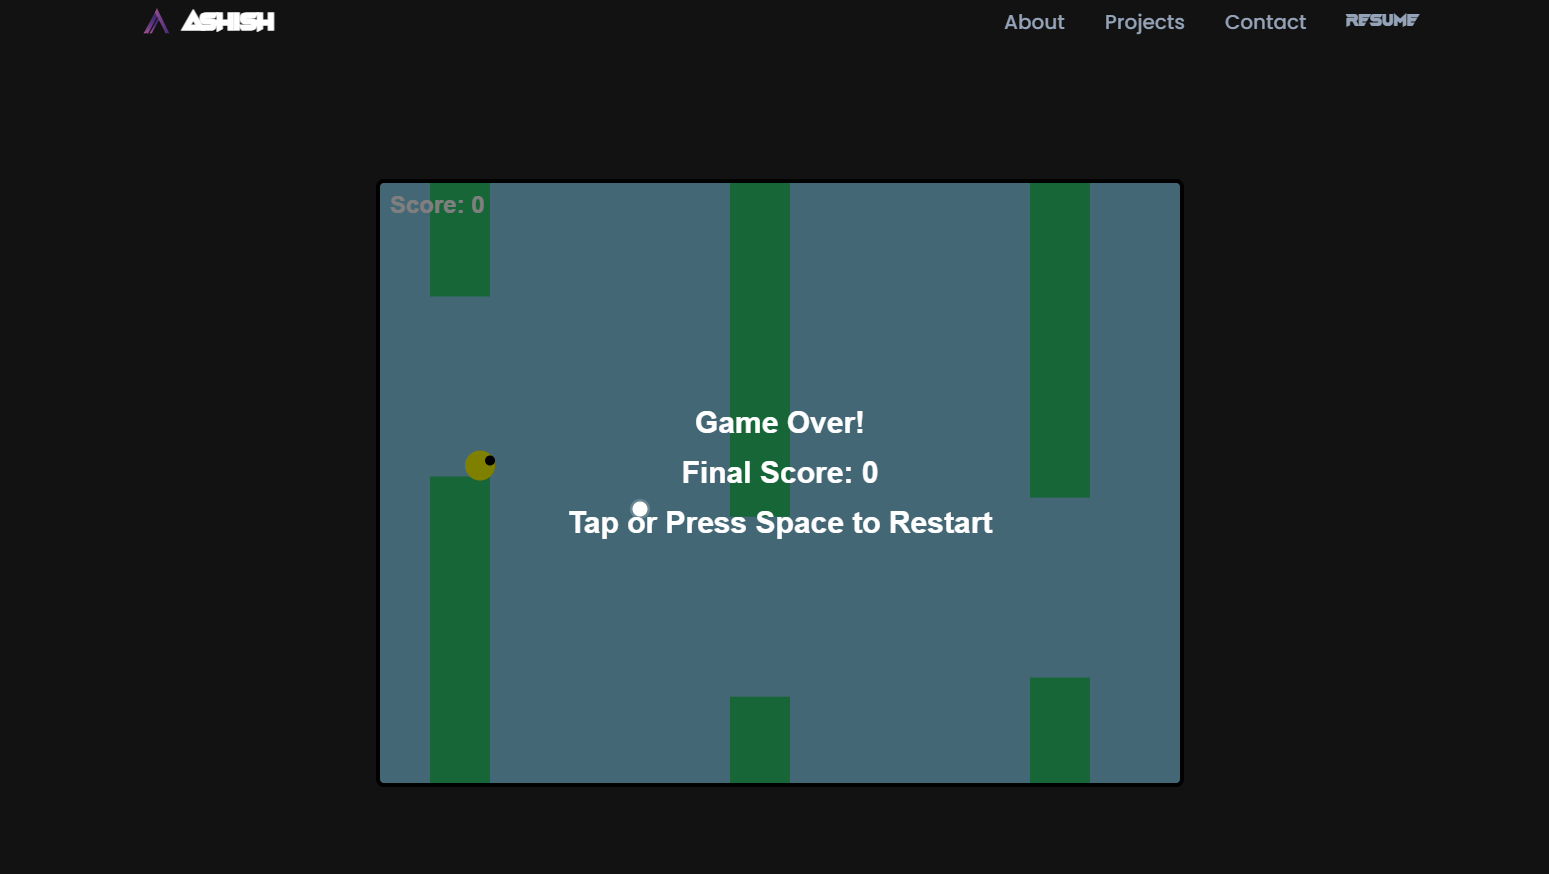 ASHISH
About
Projects
Contact
RESUME
Score: 0
Game Over!
Final Score: 0
Tap or Press Space to Restart